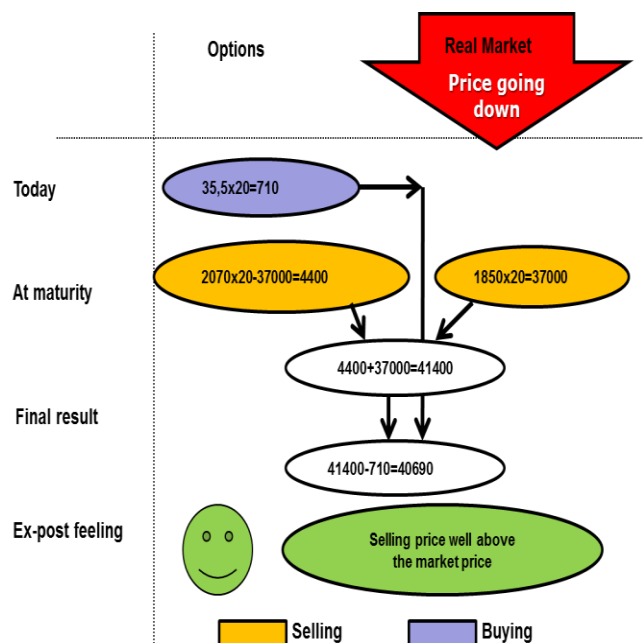 Options
Real Market
Price going
down
Today
35,5x20=710
At maturity
2070x20-37000=4400
1850x20=37000
4400+37000=41400
Final result
41400-710=40690
Ex-post feeling
Selling price well above
the market price
Selling
Buying